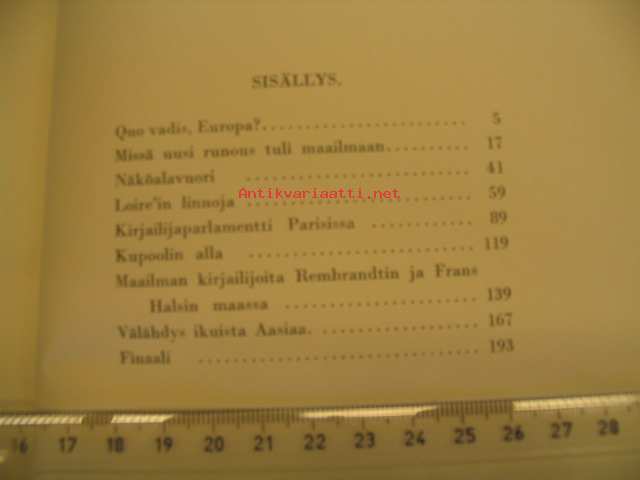 SISÄLLYS.
Quo vadis, Europa? 5
Missä uusi runous tuli maailmaan 17
Näköalavuori 41
Antikvariaatti.net
Loire'in linnoja 59
Kirjailijaparlamentti Parisissa 89
Kupoolin alla 119
Maailman kirjailijoita Rembrandtin ja Frans
Halsin maassa 139
Välähdys ikuista Aasiaa. 167
Finaali 193
16 17 18 19 20 21 22 23 24 25 26 27 28